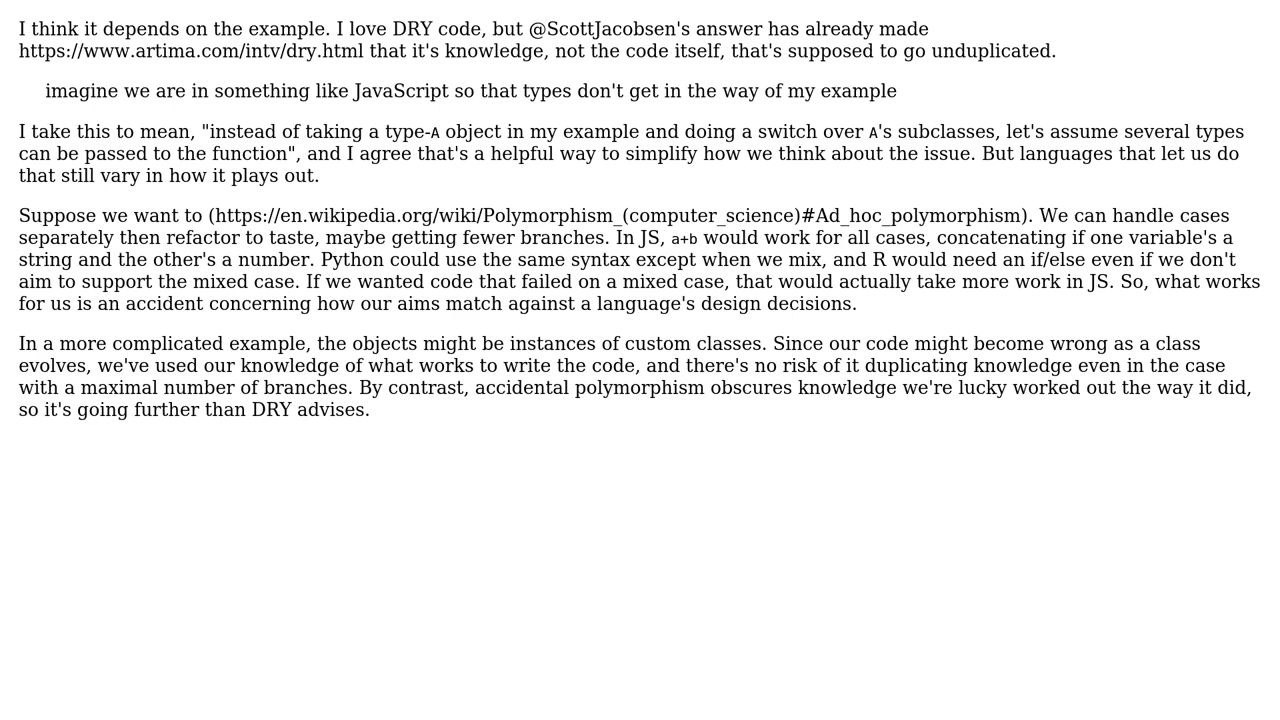 I think it depends on the example. I love DRY code, but @ScottJacobsen's answer has already made
https://www.artima.com/intv/dry.html that it's knowledge, not the code itself, that's supposed to go unduplicated.
imagine we are in something like JavaScript so that types don't get in the way of my example
I take this to mean, "instead of taking a type-A object in my example and doing a switch over A's subclasses, let's assume several types
can be passed to the function", and I agree that's a helpful way to simplify how we think about the issue. But languages that let us do
that still vary in how it plays out.
Suppose we want to (https://en.wikipedia.org/wiki/Polymorphism_(computer_science)#Ad_hoc_polymorphism). We can handle cases
separately then refactor to taste, maybe getting fewer branches. In JS, a+b would work for all cases, concatenating if one variable's a
string and the other's a number. Python could use the same syntax except when we mix, and R would need an if/else even if we don't
aim to support the mixed case. If we wanted code that failed on a mixed case, that would actually take more work in JS. So, what works
for us is an accident concerning how our aims match against a language's design decisions.
In a more complicated example, the objects might be instances of custom classes. Since our code might become wrong as a class
evolves, we've used our knowledge of what works to write the code, and there's no risk of it duplicating knowledge even in the case
with a maximal number of branches. By contrast, accidental polymorphism obscures knowledge we're lucky worked out the way it did,
so it's going further than DRY advises.